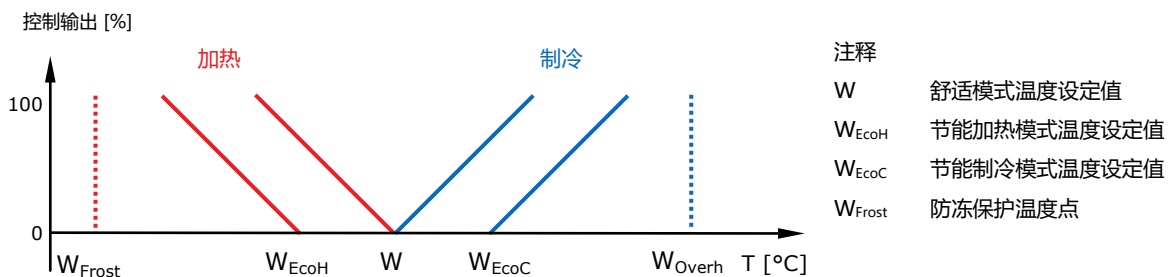 控制输出 [%]
加热
制冷
100
0
W_Frost
W_EcoH
W
W_EcoC
W_Overh
T [°C]
注释
W 舒适模式温度设定值
W_EcoH 节能加热模式温度设定值
W_EcoC 节能制冷模式温度设定值
W_Frost 防冻保护温度点